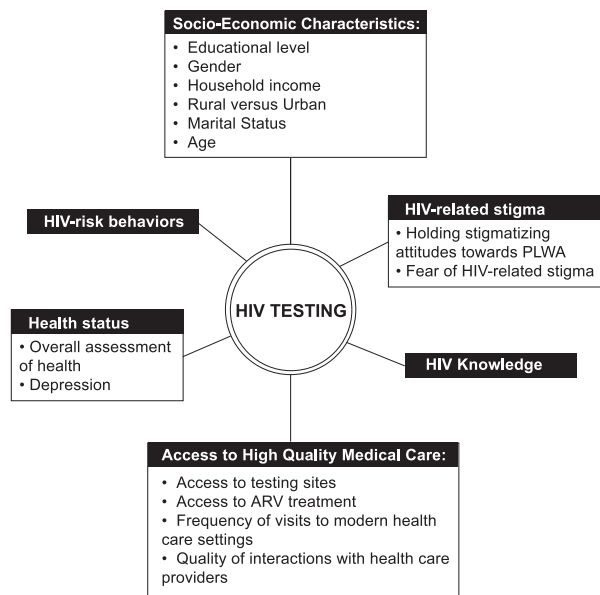 Socio-Economic Characteristics:
• Educational level
• Gender
• Household income
• Rural versus Urban
• Marital Status
• Age
HIV-risk behaviors
HIV-related stigma
• Holding stigmatizing
attitudes towards PLWA
• Fear of HIV-related stigma
HIV TESTING
Health status
• Overall assessment
of health
• Depression
HIV Knowledge
Access to High Quality Medical Care:
• Access to testing sites
• Access to ARV treatment
• Frequency of visits to modern health
care settings
• Quality of interactions with health care
providers